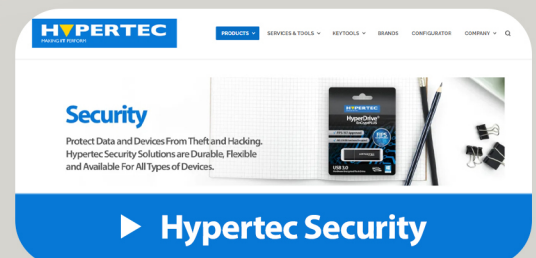 HYPERTEC
MAKING IT PERFORM
PRODUCTS SERVICES & TOOLS KEYTOOLS BRANDS CONFIGURATOR COMPANY
Security
Protect Data and Devices From Theft and Hacking.
Hypertec Security Solutions are Durable, Flexible
and Available For All Types of Devices.
HYPERTEC
HyperDrive
USB 3.0
Hypertec Security